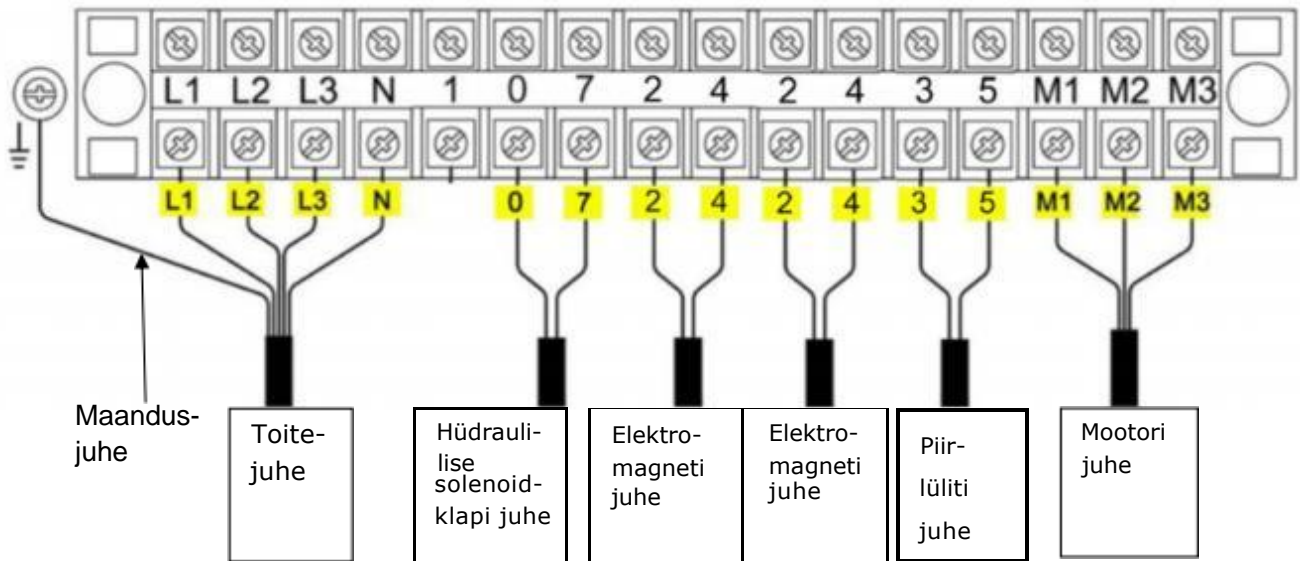 L1 L2 L3 N 1 0 7 2 4 2 4 3 5 M1 M2 M3
L1 L2 L3 N 0 7 2 4 2 4 3 5 M1 M2 M3
Maandus-
juhe
Toite-
juhe
Hüdrauli-
lise
solenoid-
klapi juhe
Elektro-
magneti
juhe
Elektro-
magneti
juhe
Piir-
lüliti
juhe
Mootori
juhe